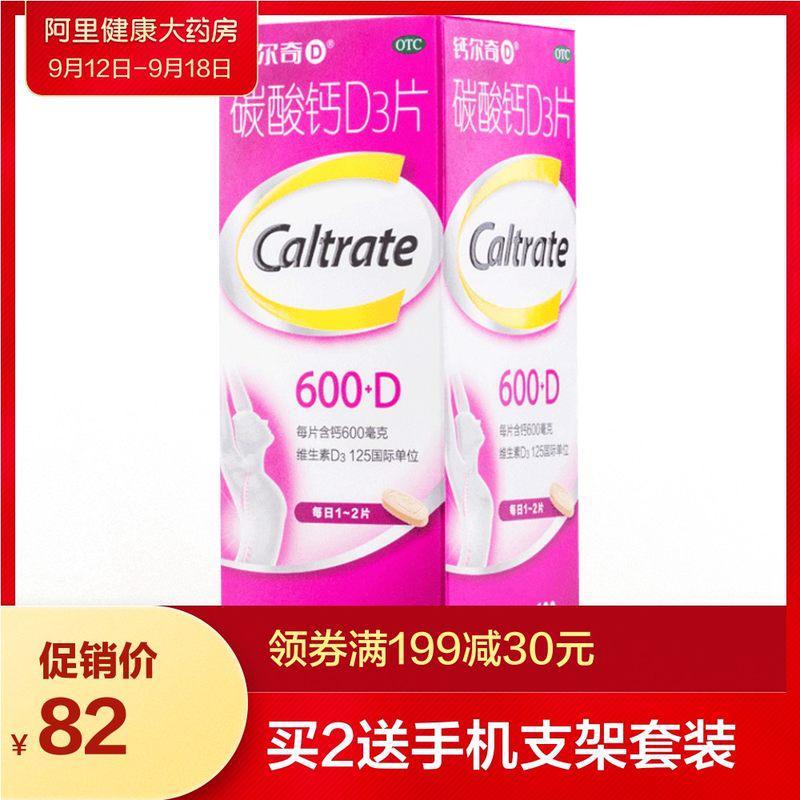 阿里健康大药房
9月12日-9月18日
尔奇D®
OTC
碳酸钙D3片
Caltrate
600+D
每片含钙600毫克
维生素D3 125国际单位
每日1~2片
钙尔奇D®
OTC
碳酸钙D3片
Caltrate
600+D
每片含钙600毫克
维生素D3 125国际单位
每日1~2片
促销价
¥82
领券满199减30元
买2送手机支架套装